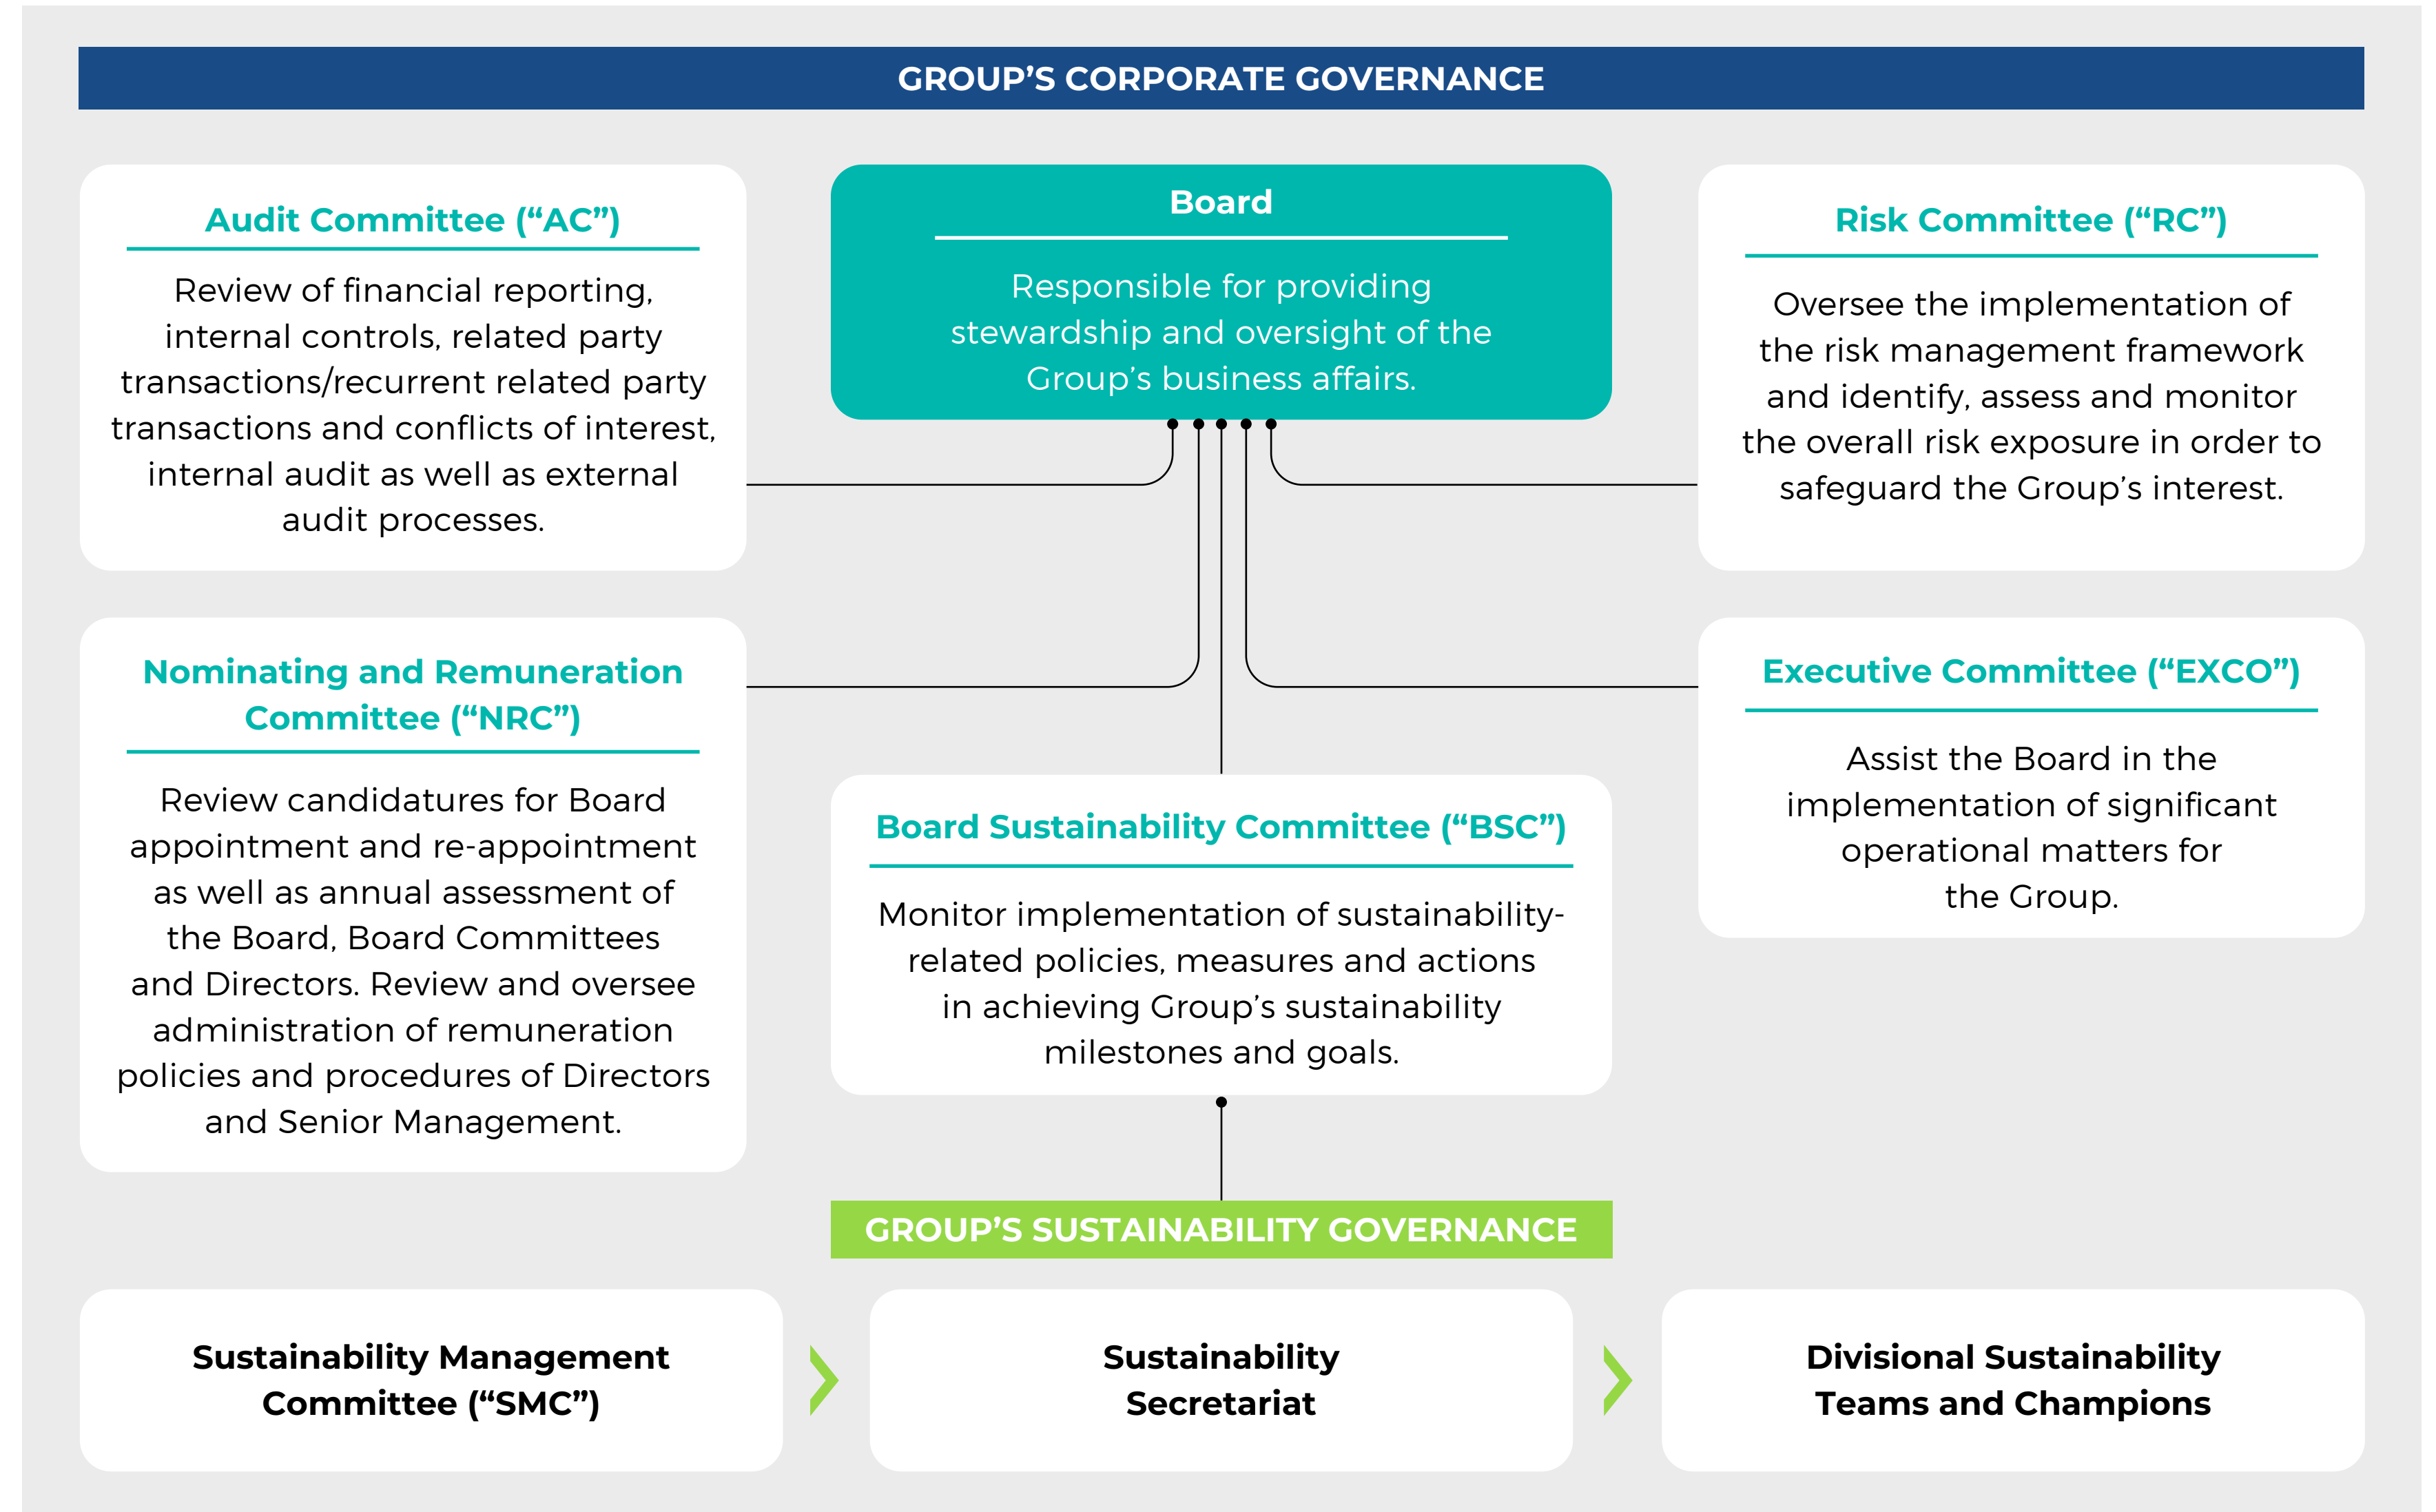 GROUP’S CORPORATE GOVERNANCE
Audit Committee (“AC”)
Review of financial reporting,
internal controls, related party
transactions/recurrent related party
transactions and conflicts of interest,
internal audit as well as external
audit processes.
Board
Responsible for providing
stewardship and oversight of the
Group’s business affairs.
Risk Committee (“RC”)
Oversee the implementation of
the risk management framework
and identify, assess and monitor
the overall risk exposure in order to
safeguard the Group’s interest.
Nominating and Remuneration
Committee (“NRC”)
Review candidatures for Board
appointment and re-appointment
as well as annual assessment of
the Board, Board Committees
and Directors. Review and oversee
administration of remuneration
policies and procedures of Directors
and Senior Management.
Board Sustainability Committee (“BSC”)
Monitor implementation of sustainability-
related policies, measures and actions
in achieving Group’s sustainability
milestones and goals.
Executive Committee (“EXCO”)
Assist the Board in the
implementation of significant
operational matters for
the Group.
GROUP’S SUSTAINABILITY GOVERNANCE
Sustainability Management
Committee (“SMC”)
Sustainability
Secretariat
Divisional Sustainability
Teams and Champions